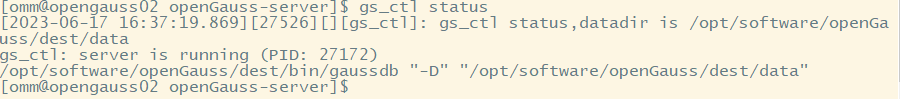 [omm@opengauss02 openGauss-server]$ gs_ctl status
[2023-06-17 16:37:19.869][27526][][gs_ctl]: gs_ctl status,datadir is /opt/software/openGa
uss/dest/data
gs_ctl: server is running (PID: 27172)
/opt/software/openGauss/dest/bin/gaussdb "-D" "/opt/software/openGauss/dest/data"
[omm@opengauss02 openGauss-server]$